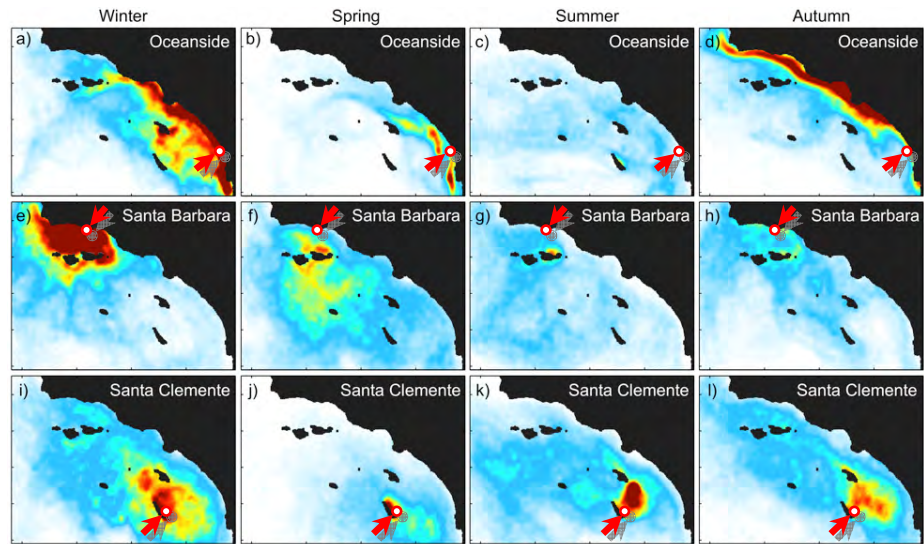 Winter Spring Summer Autumn
a) Oceanside b) Oceanside c) Oceanside d) Oceanside
e) Santa Barbara f) Santa Barbara g) Santa Barbara h) Santa Barbara
i) Santa Clemente j) Santa Clemente k) Santa Clemente l) Santa Clemente